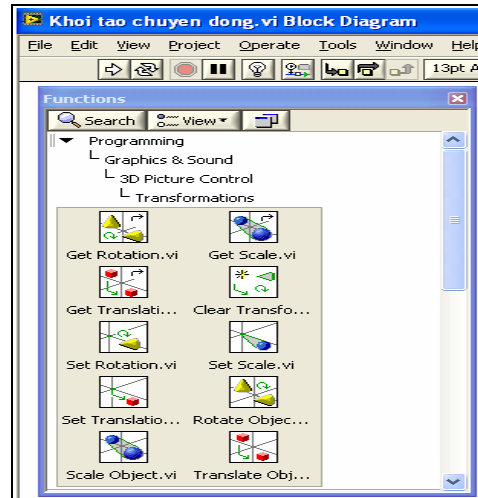 Khoi tao chuyen dong.vi Block Diagram
File Edit View Project Operate Tools Window Help
13pt A
Functions
Search View
Programming
Graphics & Sound
3D Picture Control
Transformations
Get Rotation.vi Get Scale.vi
Get Translati... Clear Transfo...
Set Rotation.vi Set Scale.vi
Set Translatio... Rotate Objec...
Scale Object.vi Translate Obj...